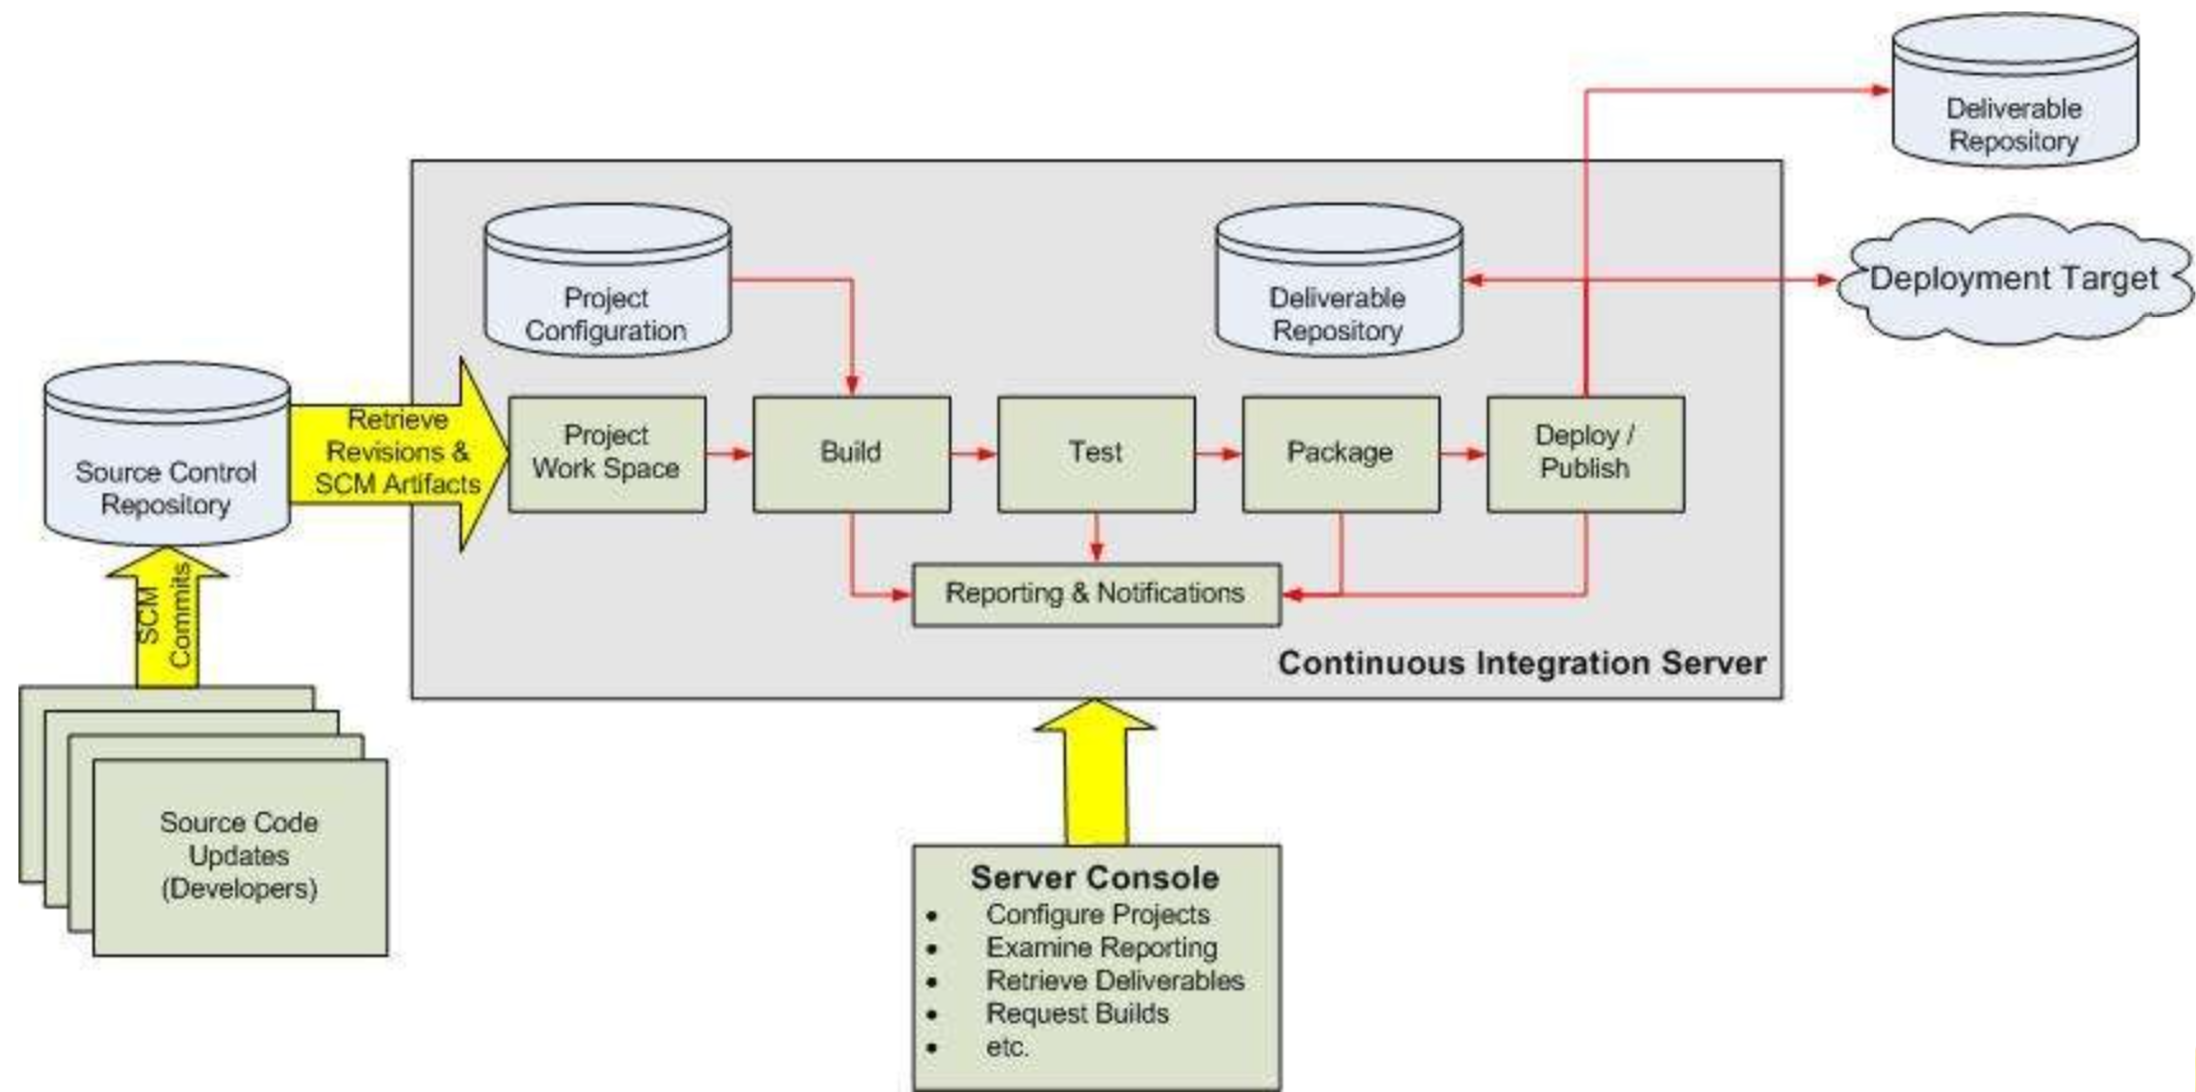 Deliverable
Repository
Project
Configuration
Deliverable
Repository
Deployment Target
Source Control
Repository
Retrieve
Revisions &
SCM Artifacts
Project
Work Space
Build
Test
Package
Deploy /
Publish
Reporting & Notifications
Continuous Integration Server
SCM
Commits
Source Code
Updates
(Developers)
Server Console
• Configure Projects
• Examine Reporting
• Retrieve Deliverables
• Request Builds
• etc.